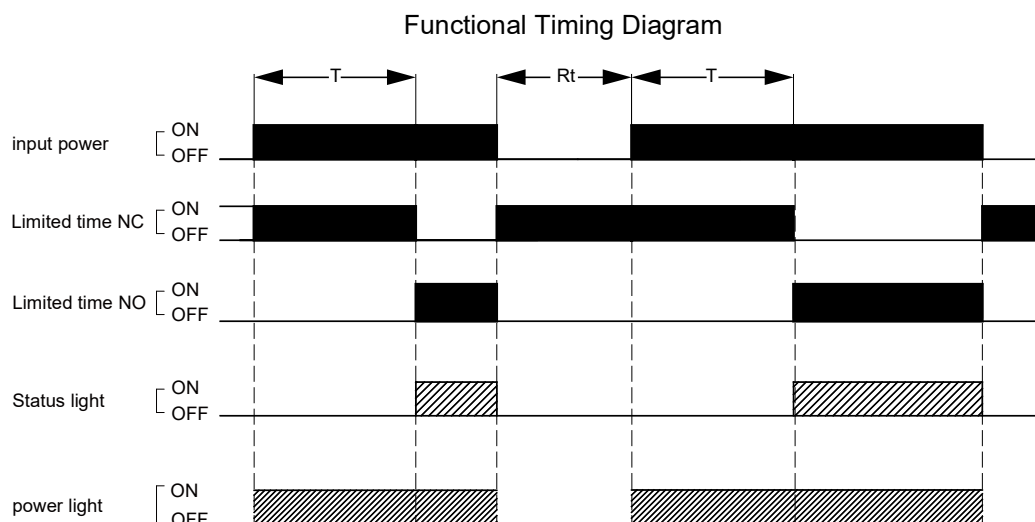 Functional Timing Diagram
T Rt T
input power ON
OFF
Limited time NC ON
OFF
Limited time NO ON
OFF
Status light ON
OFF
power light ON
OFF